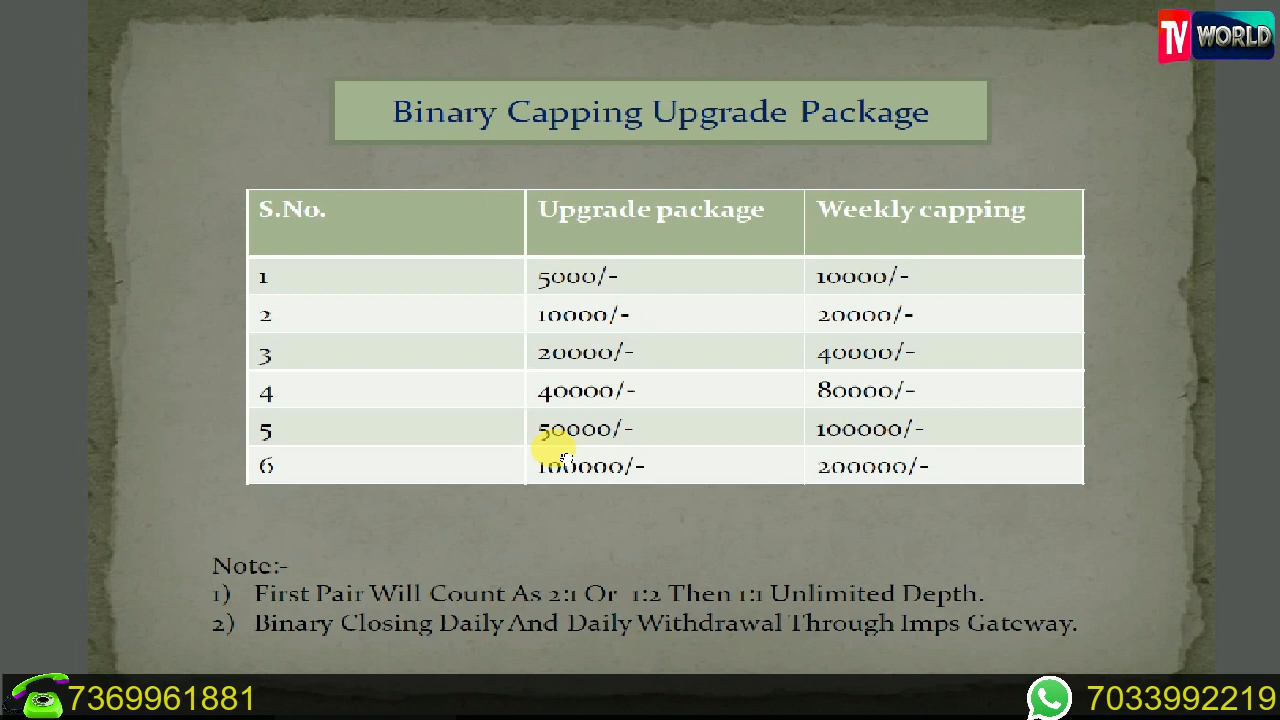 TV WORLD
Binary Capping Upgrade Package
S.No. Upgrade package Weekly capping
1 5000/- 10000/-
2 10000/- 20000/-
3 20000/- 40000/-
4 40000/- 80000/-
5 50000/- 100000/-
6 100000/- 200000/-
Note:-
1) First Pair Will Count As 2:1 Or 1:2 Then 1:1 Unlimited Depth.
2) Binary Closing Daily And Daily Withdrawal Through Imps Gateway.
7369961881 7033992219